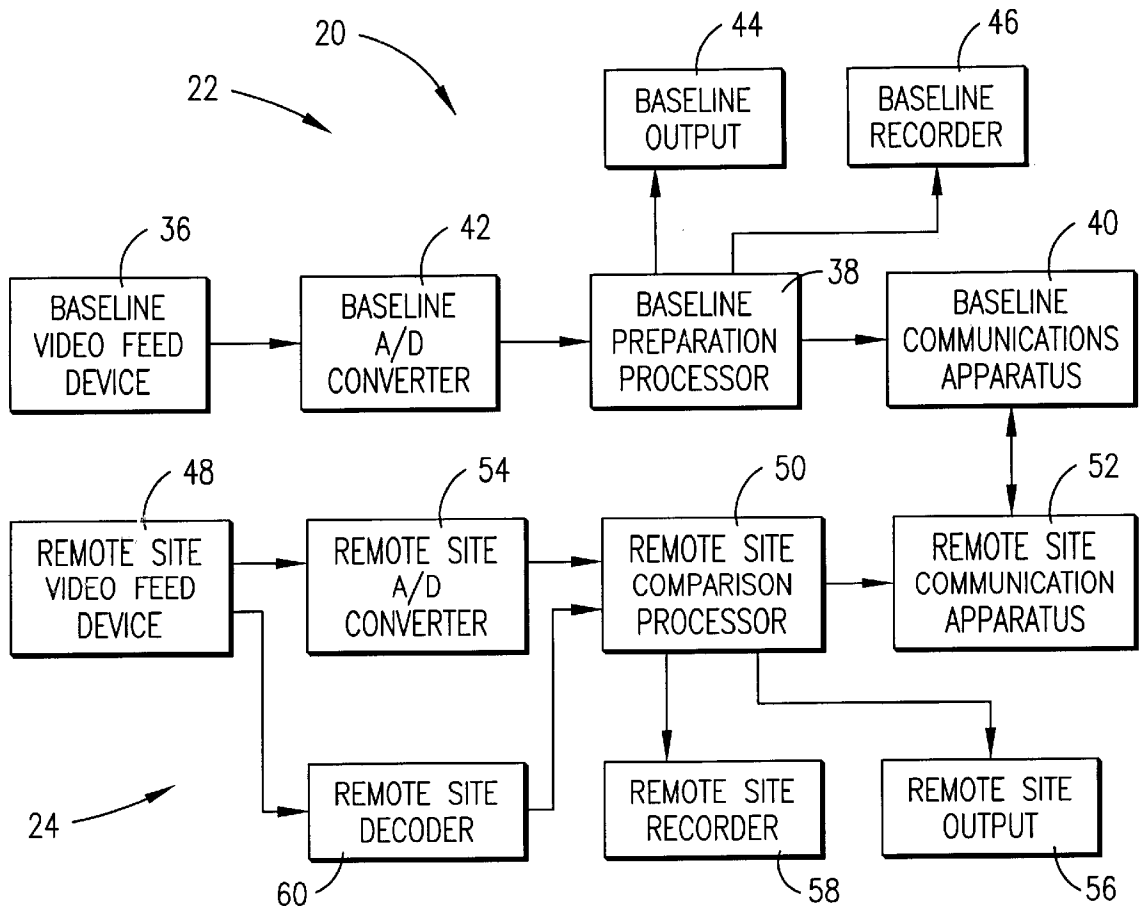 20
22
44
46
BASELINE
OUTPUT
BASELINE
RECORDER
36
42
38
40
BASELINE
VIDEO FEED
DEVICE
BASELINE
A/D
CONVERTER
BASELINE
PREPARATION
PROCESSOR
BASELINE
COMMUNICATIONS
APPARATUS
48
54
50
52
REMOTE SITE
VIDEO FEED
DEVICE
REMOTE SITE
A/D
CONVERTER
REMOTE SITE
COMPARISON
PROCESSOR
REMOTE SITE
COMMUNICATION
APPARATUS
24
REMOTE SITE
DECODER
REMOTE SITE
RECORDER
REMOTE SITE
OUTPUT
60
58
56